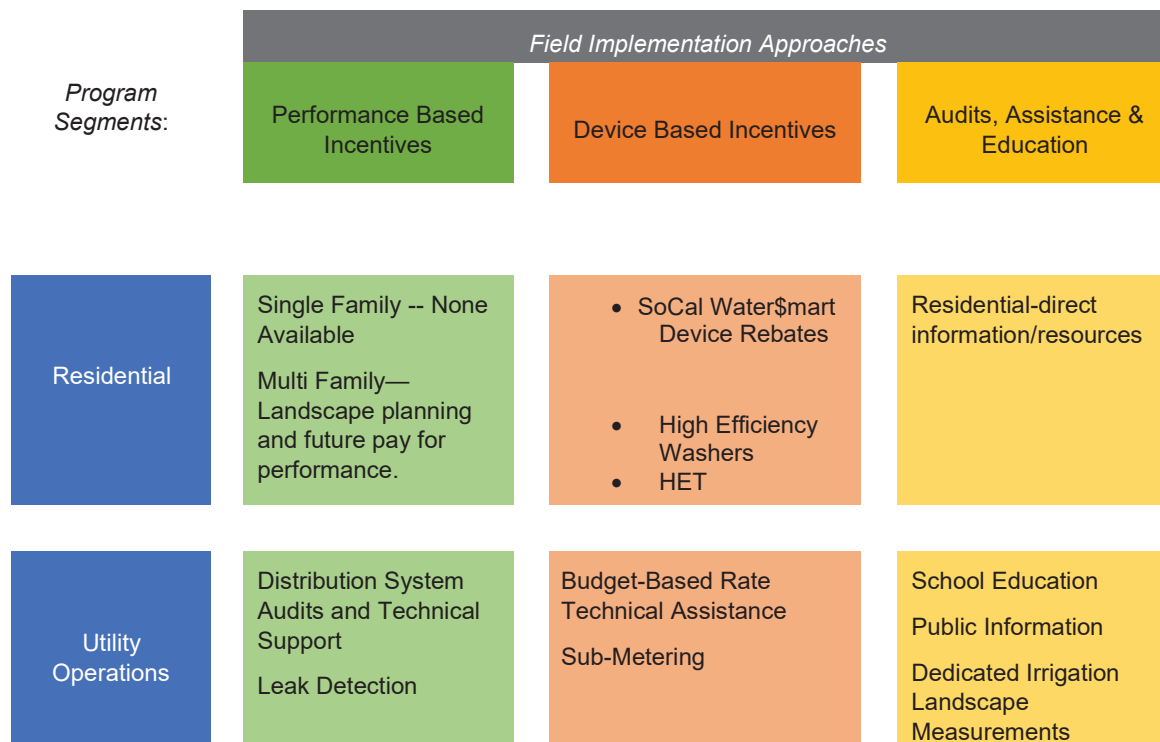 Field Implementation Approaches
Program
Segments:
Performance Based
Incentives
Device Based Incentives
Audits, Assistance &
Education
Residential
Single Family -- None
Available
Multi Family—
Landscape planning
and future pay for
performance.
• SoCal Water$mart
Device Rebates
• High Efficiency
Washers
• HET
Residential-direct
information/resources
Utility
Operations
Distribution System
Audits and Technical
Support
Leak Detection
Budget-Based Rate
Technical Assistance
Sub-Metering
School Education
Public Information
Dedicated Irrigation
Landscape
Measurements